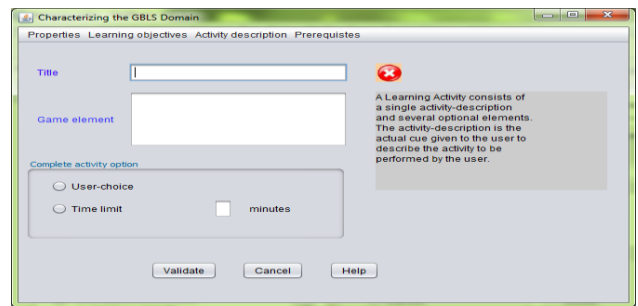 Characterizing the GBLS Domain
Properties Learning objectives Activity description Prerequistes
Title
A Learning Activity consists of
a single activity-description
and several optional elements.
The activity-description is the
actual cue given to the user to
describe the activity to be
performed by the user.
Game element
Complete activity option
User-choice
Time limit minutes
Validate Cancel Help